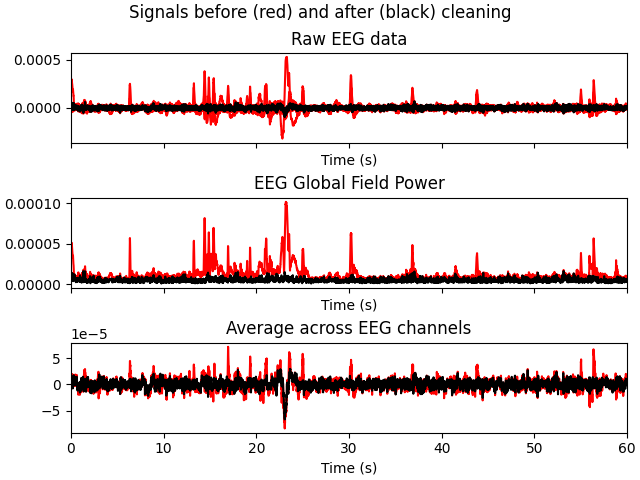 Signals before (red) and after (black) cleaning
Raw EEG data
0.0005
0.0000
Time (s)
EEG Global Field Power
0.00010
0.00005
0.00000
Time (s)
Average across EEG channels
1e−5
5
0
−5
0 10 20 30 40 50 60
Time (s)